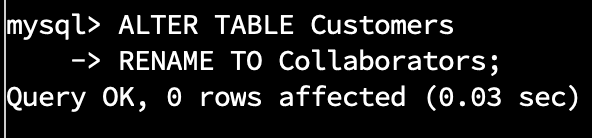 mysql> ALTER TABLE Customers
    -> RENAME TO Collaborators;
Query OK, 0 rows affected (0.03 sec)